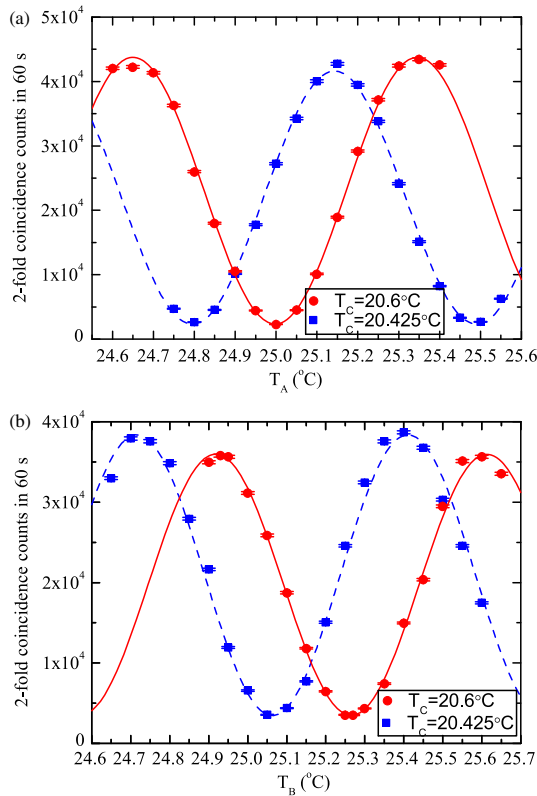 (a)
5x10⁴
4x10⁴
3x10⁴
2x10⁴
1x10⁴
0
2-fold coincidence counts in 60 s
T_C=20.6°C
T_C=20.425°C
24.6 24.7 24.8 24.9 25.0 25.1 25.2 25.3 25.4 25.5 25.6
T_A (°C)
(b)
4x10⁴
3x10⁴
2x10⁴
1x10⁴
0
2-fold coincidence counts in 60 s
T_C=20.6°C
T_C=20.425°C
24.6 24.7 24.8 24.9 25.0 25.1 25.2 25.3 25.4 25.5 25.6 25.7
T_B (°C)